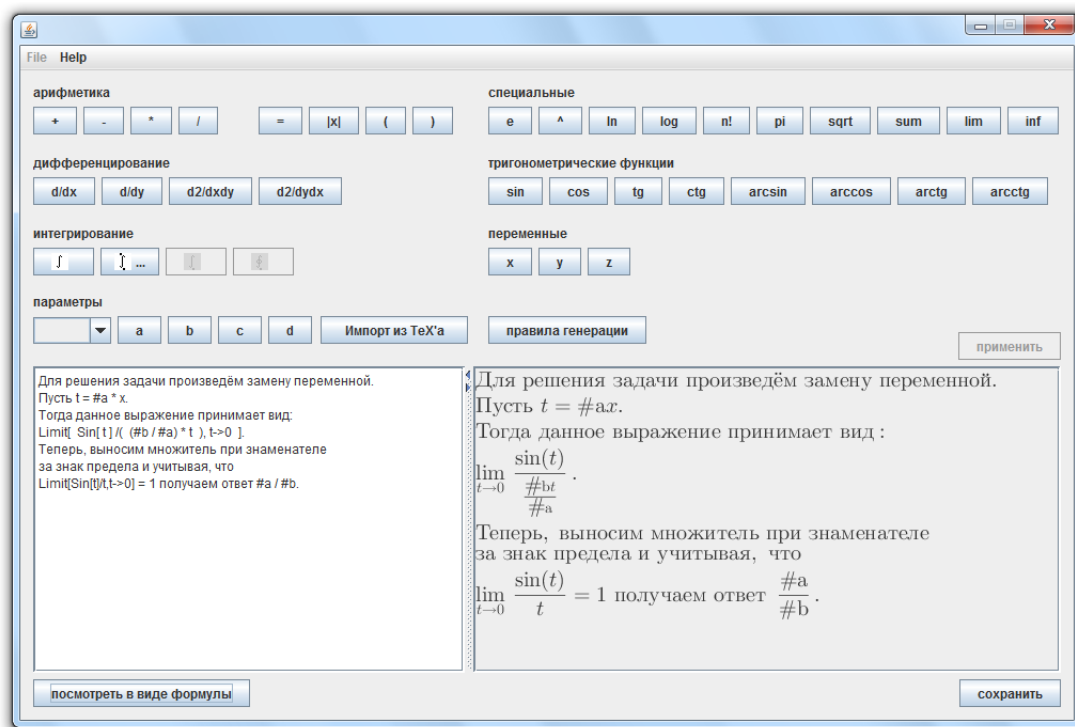 File Help
арифметика
+ - * / = |x| ( )
специальные
e ^ ln log n! pi sqrt sum lim inf
дифференцирование
d/dx d/dy d2/dxdy d2/dydx
тригонометрические функции
sin cos tg ctg arcsin arccos arctg arcctg
интегрирование
∫ ∫ ... ∫ ∮
переменные
x y z
параметры
a b c d Импорт из TeX'а правила генерации
применить
Для решения задачи произведём замену переменной.
Пусть t = #a * x.
Тогда данное выражение принимает вид:
Limit[ Sin[ t ] /( (#b / #a) * t ), t->0 ].
Теперь, выносим множитель при знаменателе
за знак предела и учитывая, что
Limit[Sin[t]/t,t->0] = 1 получаем ответ #a / #b.
Для решения задачи произведём замену переменной.
Пусть t = #ax.
Тогда данное выражение принимает вид :
lim t→0 sin(t) / (#bt / #a) .
Теперь, выносим множитель при знаменателе
за знак предела и учитывая, что
lim t→0 sin(t) / t = 1 получаем ответ #a / #b .
посмотреть в виде формулы
сохранить